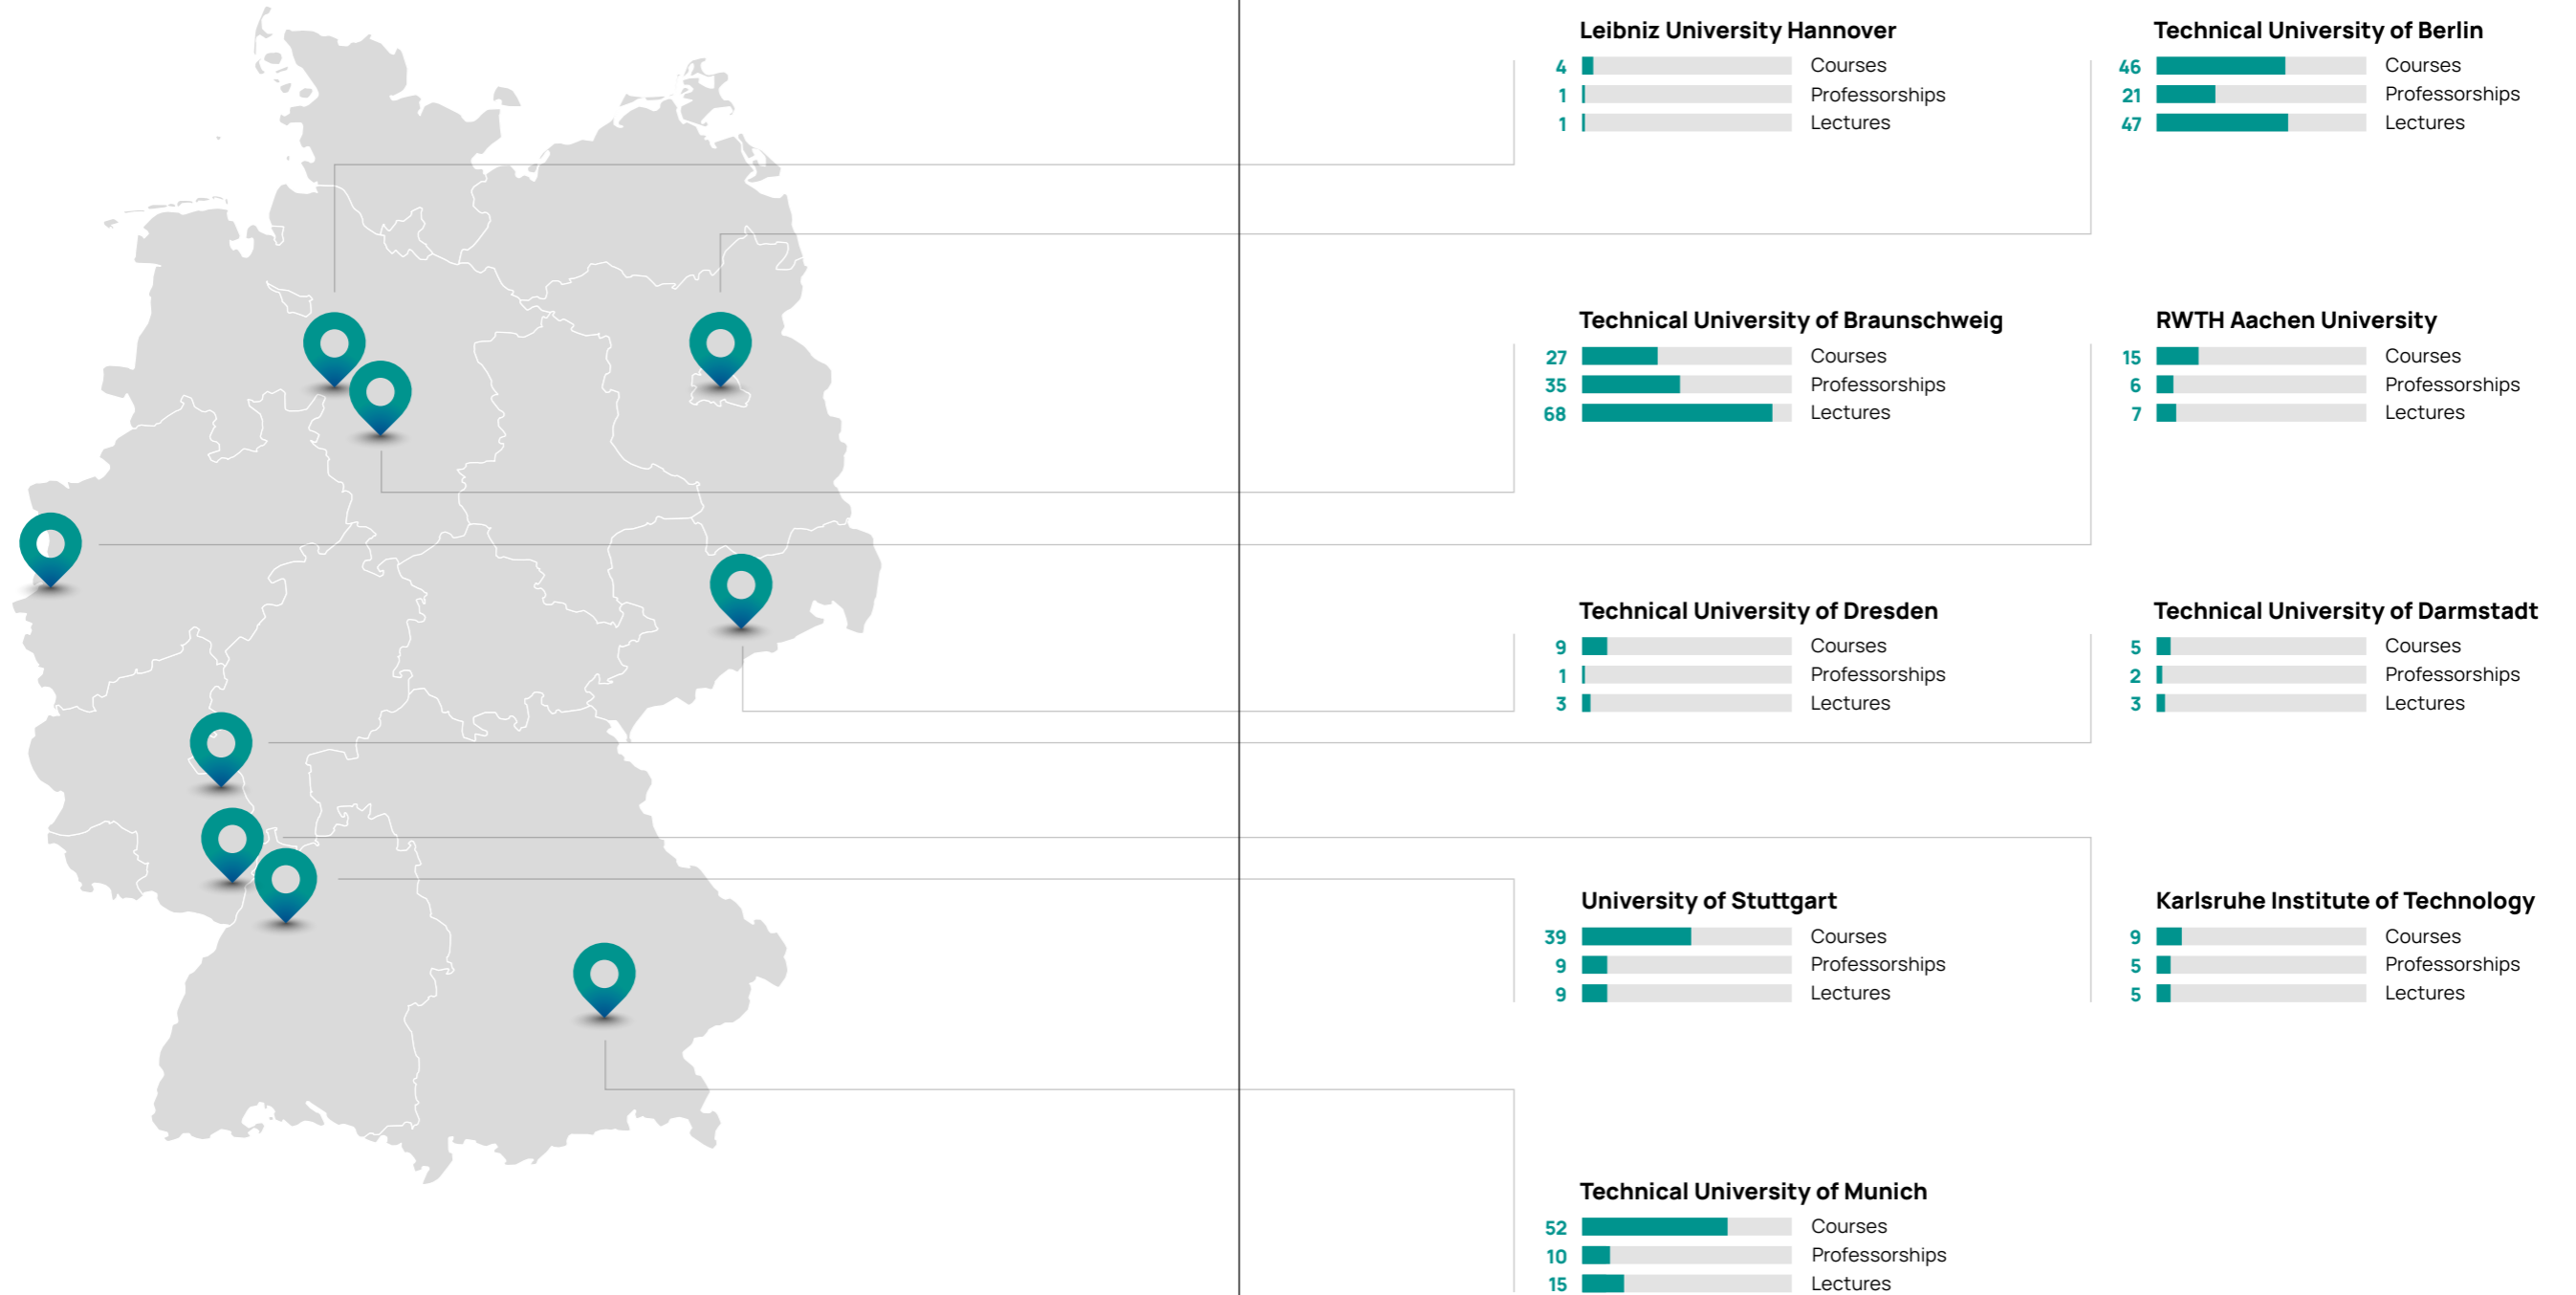 Leibniz University Hannover
4 Courses
1 Professorships
1 Lectures
Technical University of Berlin
46 Courses
21 Professorships
47 Lectures
Technical University of Braunschweig
27 Courses
35 Professorships
68 Lectures
RWTH Aachen University
15 Courses
6 Professorships
7 Lectures
Technical University of Dresden
9 Courses
1 Professorships
3 Lectures
Technical University of Darmstadt
5 Courses
2 Professorships
3 Lectures
University of Stuttgart
39 Courses
9 Professorships
9 Lectures
Karlsruhe Institute of Technology
9 Courses
5 Professorships
5 Lectures
Technical University of Munich
52 Courses
10 Professorships
15 Lectures